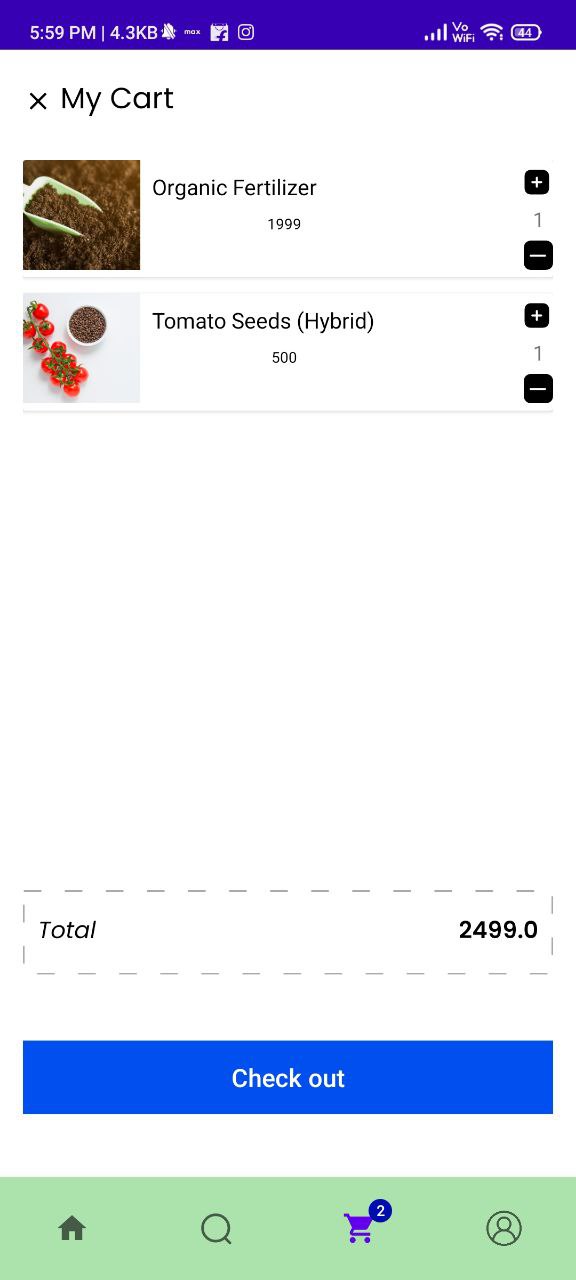 5:59 PM | 4.3KB max Vo WiFi 44
My Cart
Organic Fertilizer
1999
1
Tomato Seeds (Hybrid)
500
1
Total 2499.0
Check out
2